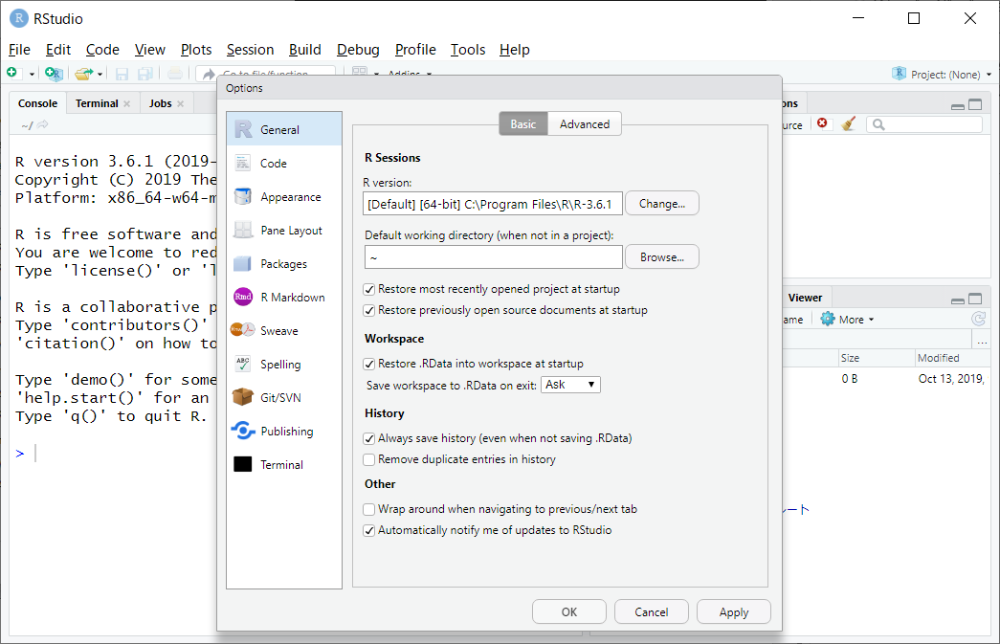 RStudio
File Edit Code View Plots Session Build Debug Profile Tools Help
Go to file/function Addins
Project: (None)
Console Terminal Jobs
~/
R version 3.6.1 (2019-
Copyright (C) 2019 The
Platform: x86_64-w64-m
R is free software and
You are welcome to red
Type 'license()' or 'l
R is a collaborative p
Type 'contributors()'
'citation()' on how to
Type 'demo()' for some
'help.start()' for an
Type 'q()' to quit R.
>
Options
General
Code
Appearance
Pane Layout
Packages
R Markdown
Sweave
Spelling
Git/SVN
Publishing
Terminal
Basic Advanced
R Sessions
R version:
[Default] [64-bit] C:\Program Files\R\R-3.6.1 Change...
Default working directory (when not in a project):
~ Browse...
Restore most recently opened project at startup
Restore previously open source documents at startup
Workspace
Restore .RData into workspace at startup
Save workspace to .RData on exit: Ask
History
Always save history (even when not saving .RData)
Remove duplicate entries in history
Other
Wrap around when navigating to previous/next tab
Automatically notify me of updates to RStudio
OK Cancel Apply
ons
urce
Viewer
ame More
...
Size Modified
0 B Oct 13, 2019,
ート